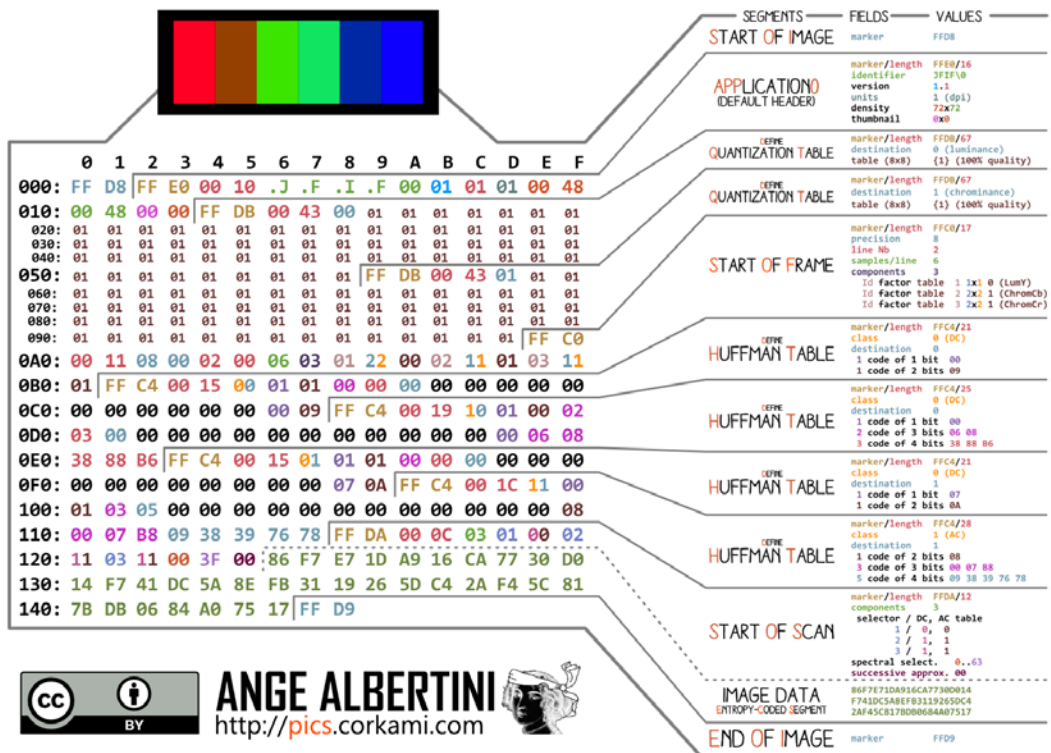 0 1 2 3 4 5 6 7 8 9 A B C D E F
000: FF D8 FF E0 00 10 .J .F .I .F 00 01 01 01 00 48
010: 00 48 00 00 FF DB 00 43 00 01 01 01 01 01 01 01
020: 01 01 01 01 01 01 01 01 01 01 01 01 01 01 01 01
030: 01 01 01 01 01 01 01 01 01 01 01 01 01 01 01 01
040: 01 01 01 01 01 01 01 01 01 01 01 01 01 01 01 01
050: 01 01 01 01 01 01 01 01 01 FF DB 00 43 01 01 01
060: 01 01 01 01 01 01 01 01 01 01 01 01 01 01 01 01
070: 01 01 01 01 01 01 01 01 01 01 01 01 01 01 01 01
080: 01 01 01 01 01 01 01 01 01 01 01 01 01 01 01 01
090: 01 01 01 01 01 01 01 01 01 01 01 01 01 01 FF C0
0A0: 00 11 08 00 02 00 06 03 01 22 00 02 11 01 03 11
0B0: 01 FF C4 00 15 00 01 01 00 00 00 00 00 00 00 00
0C0: 00 00 00 00 00 00 00 09 FF C4 00 19 10 01 00 02
0D0: 03 00 00 00 00 00 00 00 00 00 00 00 00 00 06 08
0E0: 38 88 B6 FF C4 00 15 01 01 01 00 00 00 00 00 00
0F0: 00 00 00 00 00 00 00 00 07 0A FF C4 00 1C 11 00
100: 01 03 05 00 00 00 00 00 00 00 00 00 00 00 00 08
110: 00 07 B8 09 38 39 76 78 FF DA 00 0C 03 01 00 02
120: 11 03 11 00 3F 00 86 F7 E7 1D A9 16 CA 77 30 D0
130: 14 F7 41 DC 5A 8E FB 31 19 26 5D C4 2A F4 5C 81
140: 7B DB 06 84 A0 75 17 FF D9
cc
BY
ANGE ALBERTINI
http://pics.corkami.com
SEGMENTS FIELDS VALUES
START OF IMAGE
marker FFD8
APPLICATION0
(DEFAULT HEADER)
marker/length FFE0/16
identifier JFIF\0
version 1.1
units 1 (dpi)
density 72x72
thumbnail 0x0
DEFINE
QUANTIZATION TABLE
marker/length FFDB/67
destination 0 (luminance)
table (8x8) {1} (100% quality)
DEFINE
QUANTIZATION TABLE
marker/length FFDB/67
destination 1 (chrominance)
table (8x8) {1} (100% quality)
START OF FRAME
marker/length FFC0/17
precision 8
line Nb 2
samples/line 6
components 3
Id factor table 1 1x1 0 (LumY)
Id factor table 2 2x2 1 (ChromCb)
Id factor table 3 2x2 1 (ChromCr)
DEFINE
HUFFMAN TABLE
marker/length FFC4/21
class 0 (DC)
destination 0
1 code of 1 bit 00
1 code of 2 bits 09
DEFINE
HUFFMAN TABLE
marker/length FFC4/25
class 0 (DC)
destination 0
1 code of 1 bit 00
2 code of 3 bits 06 08
3 code of 4 bits 38 88 B6
DEFINE
HUFFMAN TABLE
marker/length FFC4/21
class 0 (DC)
destination 1
1 code of 1 bit 07
1 code of 2 bits 0A
DEFINE
HUFFMAN TABLE
marker/length FFC4/28
class 1 (AC)
destination 1
1 code of 2 bits 08
3 code of 3 bits 00 07 B8
5 code of 4 bits 09 38 39 76 78
START OF SCAN
marker/length FFDA/12
components 3
selector / DC, AC table
1 / 0, 0
2 / 1, 1
3 / 1, 1
spectral select. 0..63
successive approx. 00
IMAGE DATA
ENTROPY-CODED SEGMENT
86F7E71DA916CA7730D014
F741DC5A8EFB3119265DC4
2AF45C817BDB0684A07517
END OF IMAGE
marker FFD9